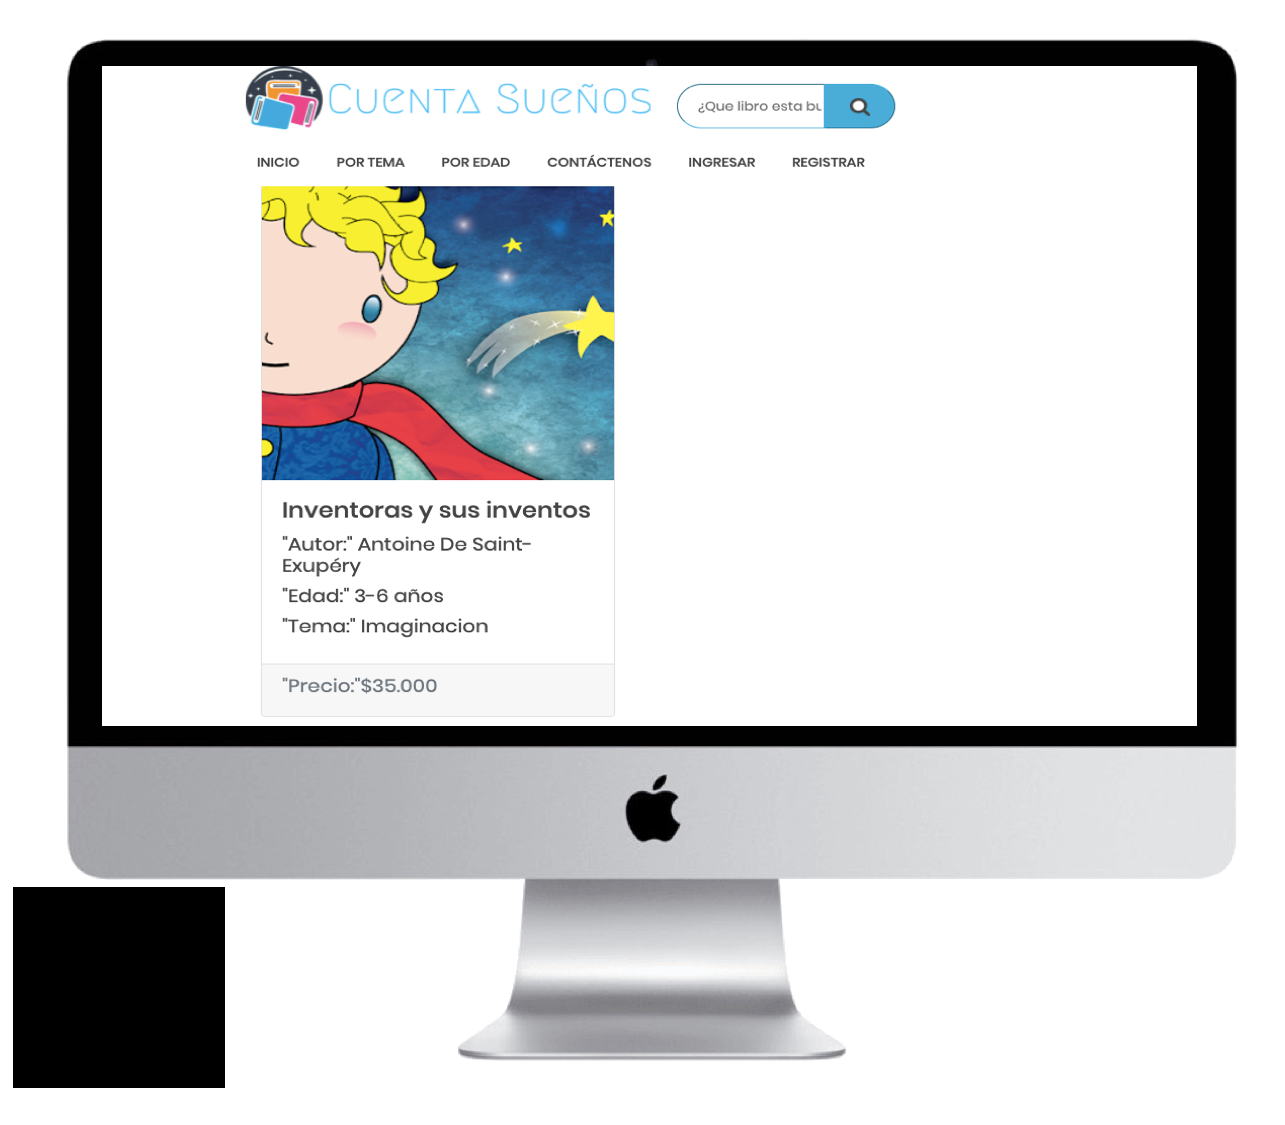 Cuenta Sueños
¿Que libro esta bu
INICIO POR TEMA POR EDAD CONTÁCTENOS INGRESAR REGISTRAR
Inventoras y sus inventos
"Autor:" Antoine De Saint-
Exupéry
"Edad:" 3-6 años
"Tema:" Imaginacion
"Precio:"$35.000